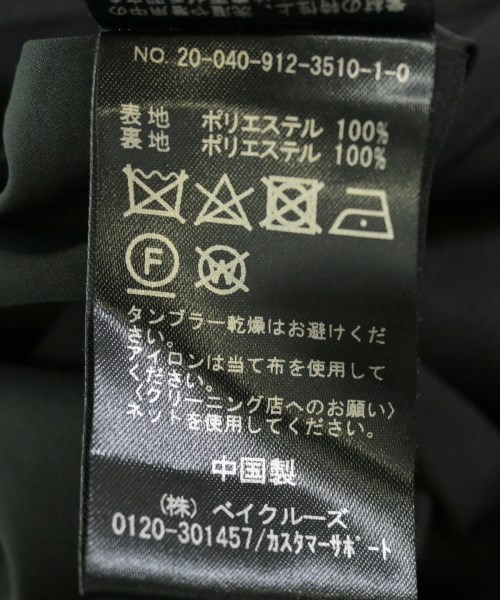 NO. 20-040-912-3510-1-0
表地 ポリエステル 100%
裏地 ポリエステル 100%
F W
タンブラー乾燥はお避けくだ
さい。
アイロンは当て布を使用して
ください。
〈クリーニング店へのお願い〉
ネットを使用してください。
中国製
(株) ベイクルーズ
0120-301457/カスタマーサポート